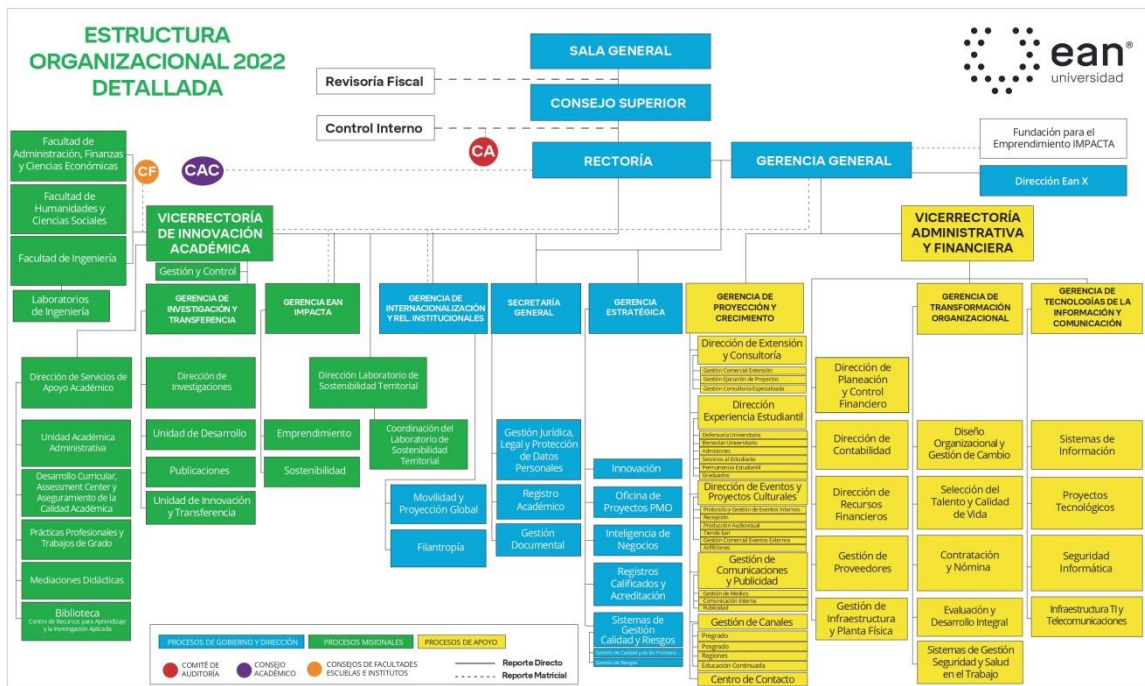 ESTRUCTURA
ORGANIZACIONAL 2022
DETALLADA
SALA GENERAL
Revisoría Fiscal
CONSEJO SUPERIOR
Control Interno
CA
RECTORÍA
GERENCIA GENERAL
ean®
universidad
Fundación para el
Emprendimiento IMPACTA
Dirección Ean X
Facultad de
Administración, Finanzas
y Ciencias Económicas
CF
CAC
Facultad de
Humanidades y
Ciencias Sociales
Facultad de Ingeniería
Laboratorios
de Ingeniería
VICERRECTORÍA
DE INNOVACIÓN
ACADÉMICA
Gestión y Control
VICERRECTORÍA
ADMINISTRATIVA
Y FINANCIERA
GERENCIA DE
INVESTIGACIÓN Y
TRANSFERENCIA
GERENCIA EAN
IMPACTA
GERENCIA DE
INTERNACIONALIZACIÓN
Y REL. INSTITUCIONALES
SECRETARÍA
GENERAL
GERENCIA
ESTRATÉGICA
GERENCIA DE
PROYECCIÓN Y
CRECIMIENTO
GERENCIA DE
TRANSFORMACIÓN
ORGANIZACIONAL
GERENCIA DE
TECNOLOGÍAS DE LA
INFORMACIÓN Y
COMUNICACIÓN
Dirección de Servicios de
Apoyo Académico
Unidad Académica
Administrativa
Desarrollo Curricular,
Assessment Center y
Aseguramiento de la
Calidad Académica
Prácticas Profesionales y
Trabajos de Grado
Mediaciones Didácticas
Biblioteca
Centro de Recursos para Aprendizaje
y la Investigación Aplicada
Dirección de
Investigaciones
Unidad de Desarrollo
Publicaciones
Unidad de Innovación
y Transferencia
Emprendimiento
Sostenibilidad
Dirección Laboratorio de
Sostenibilidad Territorial
Coordinación del
Laboratorio de
Sostenibilidad
Territorial
Movilidad y
Proyección Global
Filantropía
Gestión Jurídica,
Legal y Protección
de Datos
Personales
Registro
Académico
Gestión
Documental
Innovación
Oficina de
Proyectos PMO
Inteligencia de
Negocios
Registros
Calificados y
Acreditación
Sistemas de
Gestión
Calidad y Riesgos
Gestión de Calidad y de los Procesos
Gestión de Riesgos
Dirección de Extensión
y Consultoría
Gestión Comercial Extensión
Gestión Ejecución de Proyectos
Gestión Consultoría Especializada
Dirección
Experiencia Estudiantil
Defensoría Universitaria
Bienestar Universitario
Admisiones
Servicios al Estudiante
Permanencia Estudiantil
Graduados
Dirección de Eventos y
Proyectos Culturales
Protocolo y Gestión de Eventos Internos
Recepción
Producción Audiovisual
Tienda Ean
Gestión Comercial Eventos Externos
Anfitriones
Gestión de
Comunicaciones
y Publicidad
Gestión de Medios
Comunicación Interna
Publicidad
Gestión de Canales
Pregrado
Posgrado
Regiones
Educación Continuada
Centro de Contacto
Dirección de
Planeación
y Control
Financiero
Dirección de
Contabilidad
Dirección de
Recursos
Financieros
Gestión de
Proveedores
Gestión de
Infraestructura
y Planta Física
Diseño
Organizacional y
Gestión de Cambio
Selección del
Talento y Calidad
de Vida
Contratación
y Nómina
Evaluación y
Desarrollo Integral
Sistemas de Gestión
Seguridad y Salud
en el Trabajo
Sistemas de
Información
Proyectos
Tecnológicos
Seguridad
Informática
Infraestructura TI y
Telecomunicaciones
PROCESOS DE GOBIERNO Y DIRECCIÓN
PROCESOS MISIONALES
PROCESOS DE APOYO
COMITÉ DE
AUDITORÍA
CONSEJO
ACADÉMICO
CONSEJOS DE FACULTADES
ESCUELAS E INSTITUTOS
Reporte Directo
Reporte Matricial